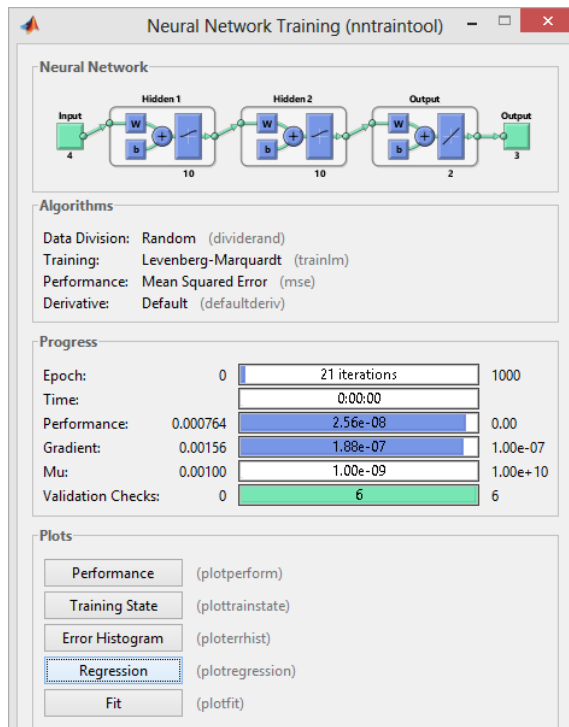 Neural Network Training (nntraintool)
Neural Network
Hidden 1 Hidden 2 Output
Input Output
W W W
+ + +
b b b
4 3
10 10 2
Algorithms
Data Division: Random (dividerand)
Training: Levenberg-Marquardt (trainlm)
Performance: Mean Squared Error (mse)
Derivative: Default (defaultderiv)
Progress
Epoch: 0 21 iterations 1000
Time: 0:00:00
Performance: 0.000764 2.56e-08 0.00
Gradient: 0.00156 1.88e-07 1.00e-07
Mu: 0.00100 1.00e-09 1.00e+10
Validation Checks: 0 6 6
Plots
Performance (plotperform)
Training State (plottrainstate)
Error Histogram (ploterrhist)
Regression (plotregression)
Fit (plotfit)